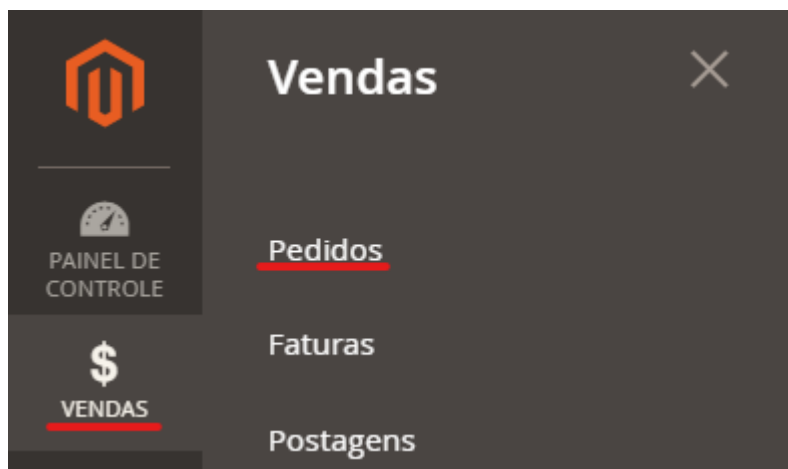 Vendas
PAINEL DE
CONTROLE
$
VENDAS
Pedidos
Faturas
Postagens